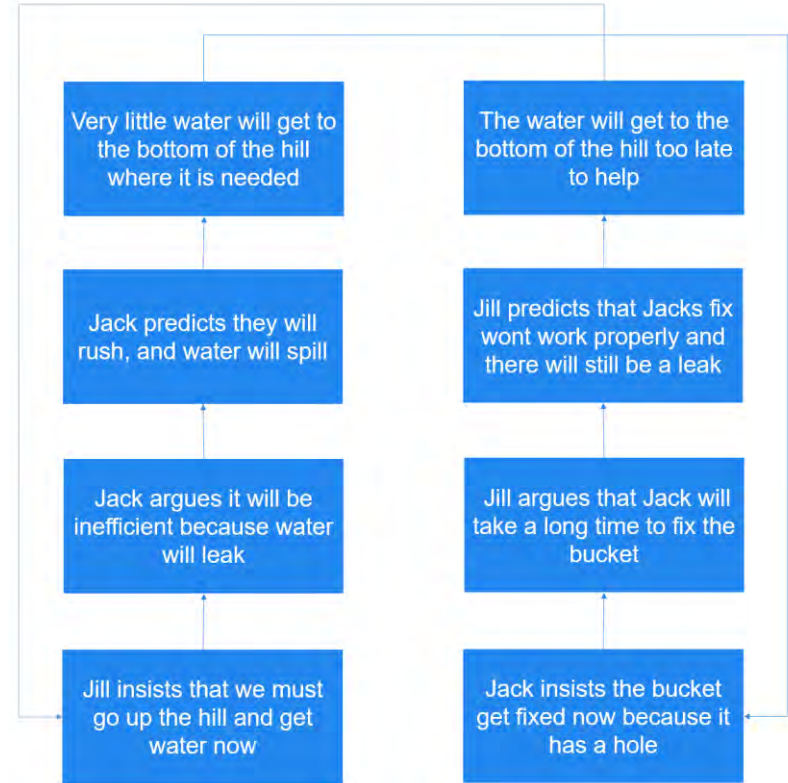 Very little water will get to
the bottom of the hill
where it is needed
The water will get to the
bottom of the hill too late
to help
Jack predicts they will
rush, and water will spill
Jill predicts that Jacks fix
wont work properly and
there will still be a leak
Jack argues it will be
inefficient because water
will leak
Jill argues that Jack will
take a long time to fix the
bucket
Jill insists that we must
go up the hill and get
water now
Jack insists the bucket
get fixed now because it
has a hole